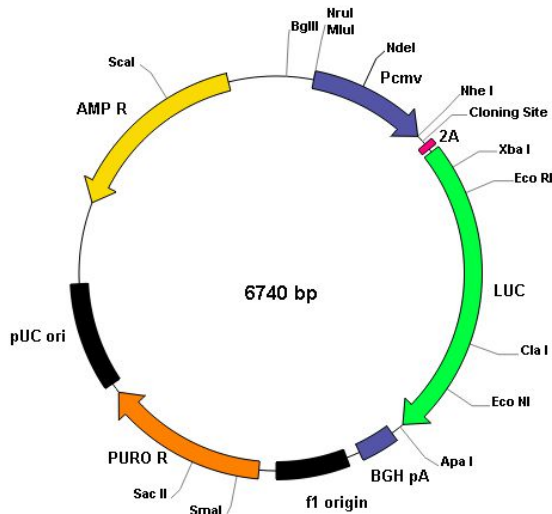 NruI
BglII
MluI
NdeI
ScaI
Pcmv
Nhe I
AMP R
Cloning Site
2A
Xba I
Eco RI
6740 bp
LUC
pUC ori
Cla I
Eco NI
PURO R
Apa I
BGH pA
Sac II
f1 origin
SmaI